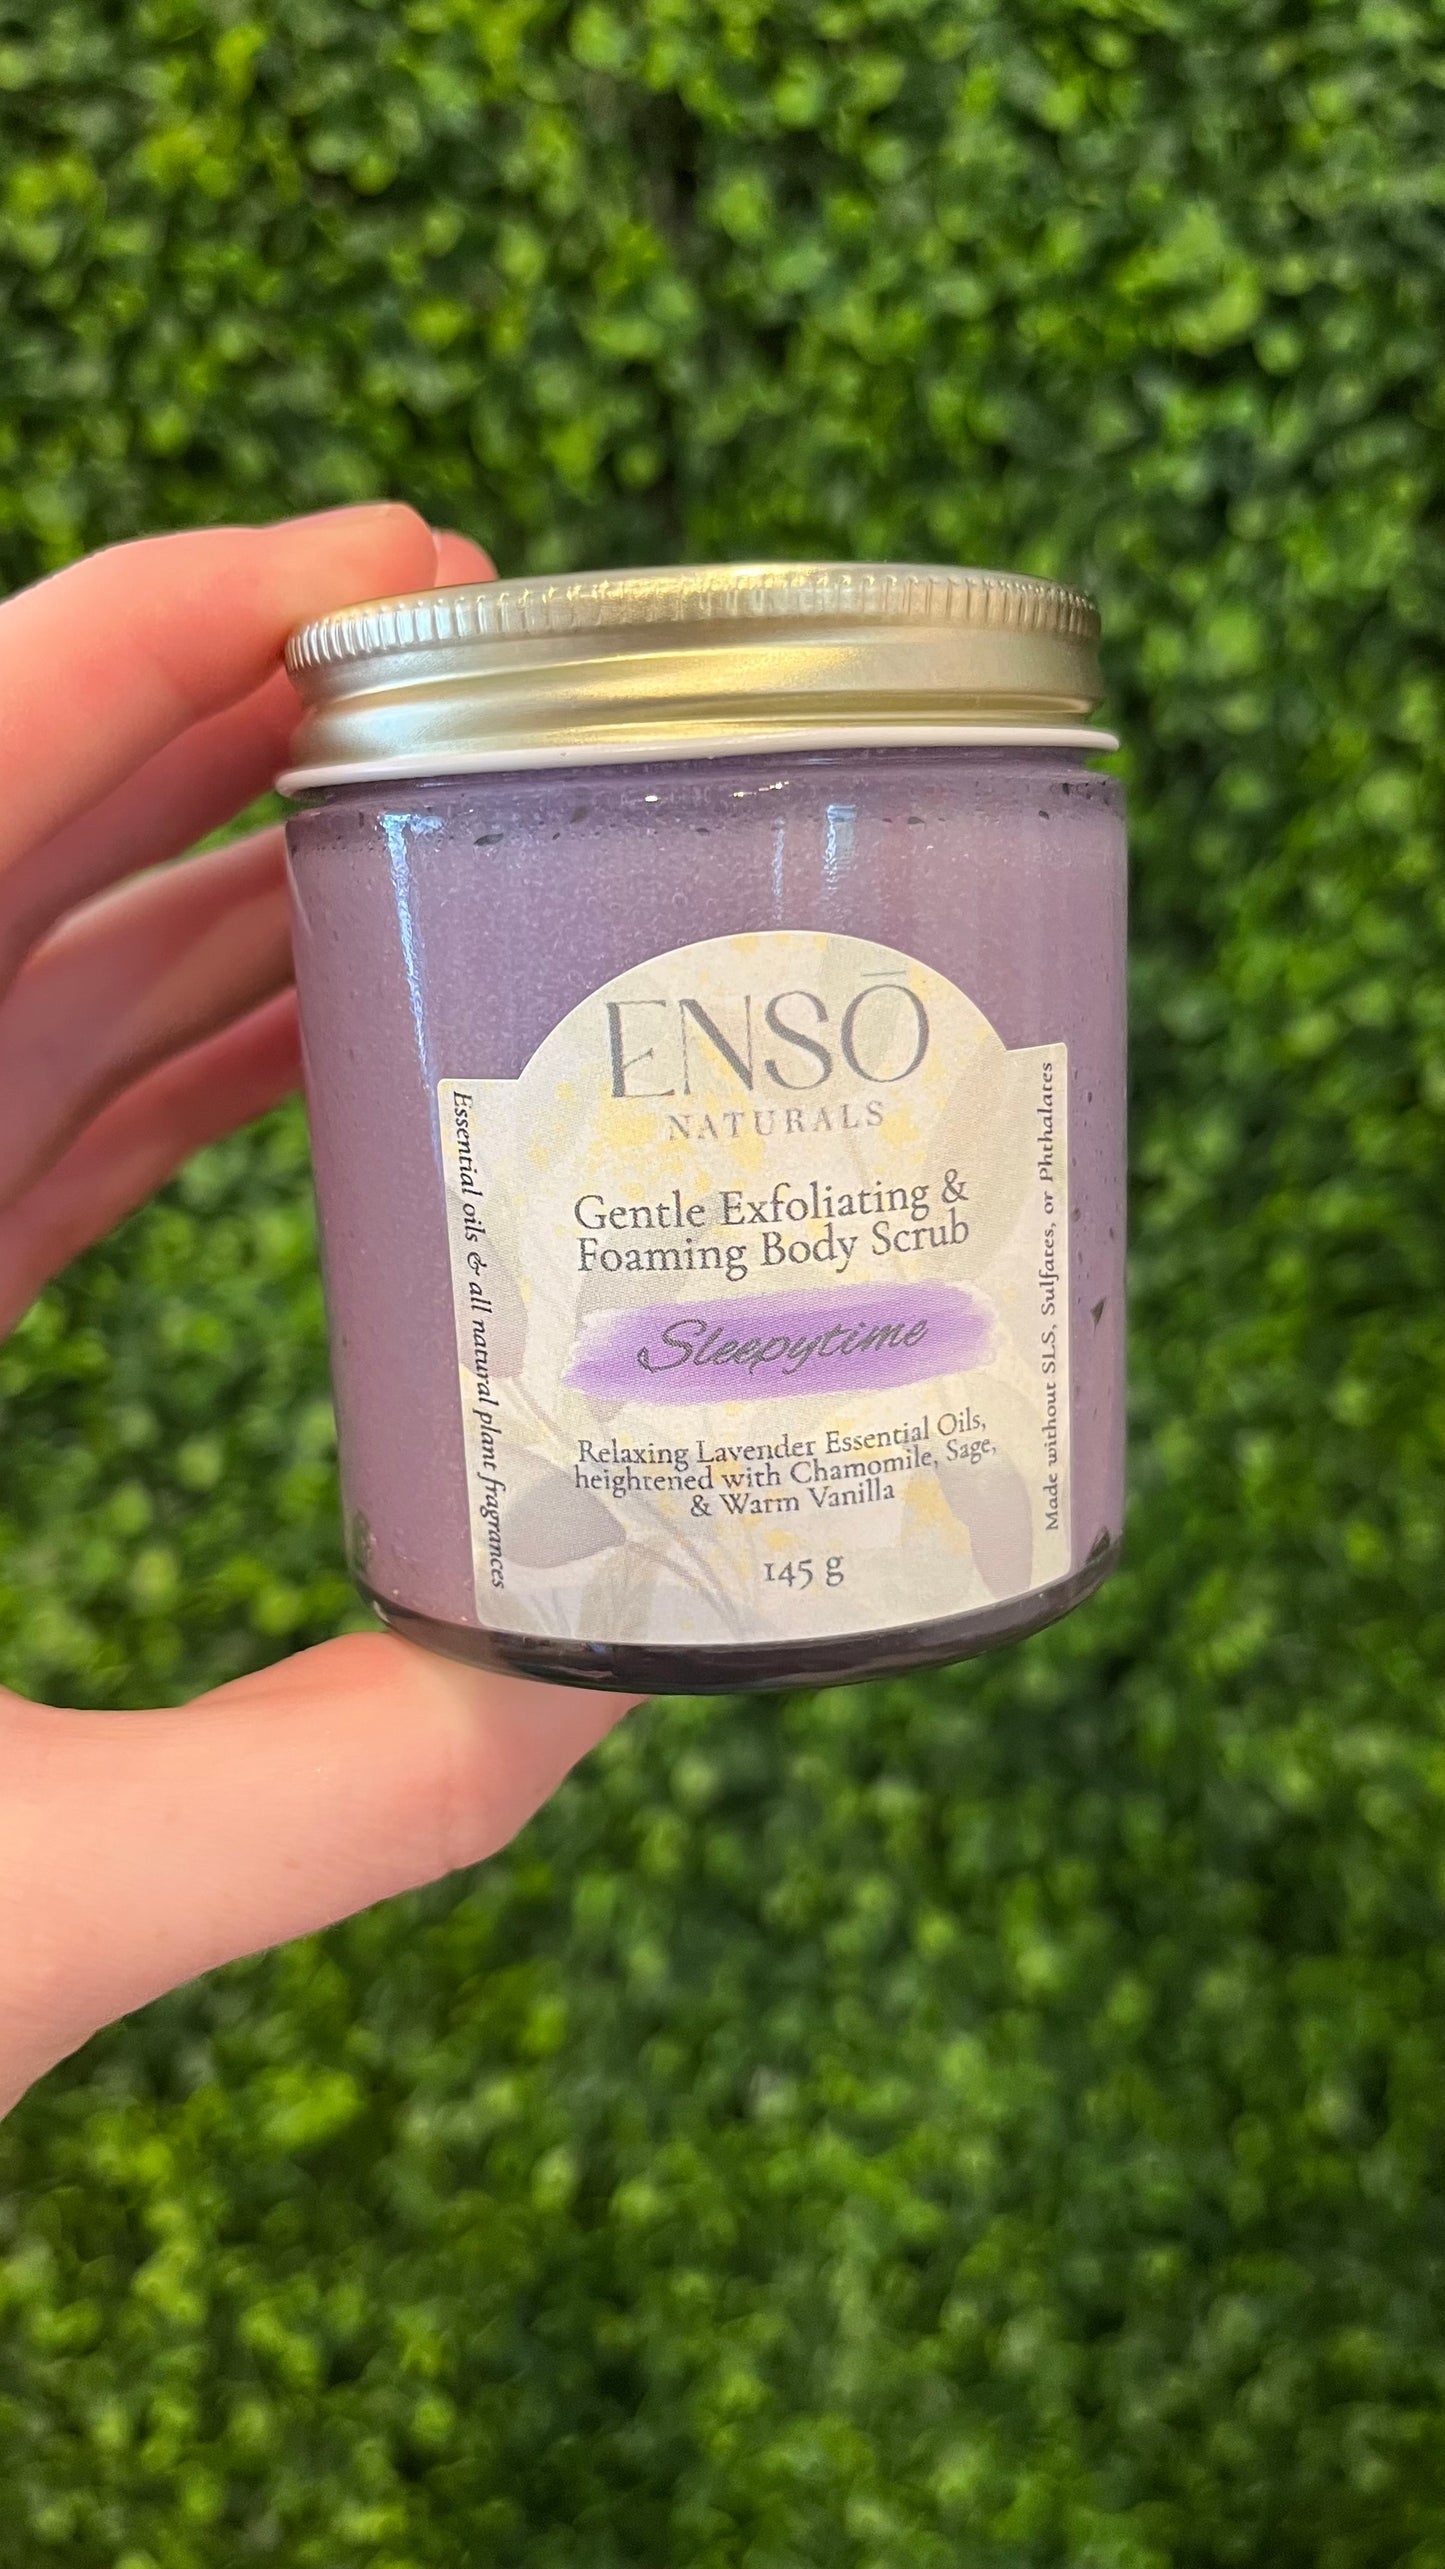 ENSŌ
NATURALS
Gentle Exfoliating &
Foaming Body Scrub
Sleepytime
Relaxing Lavender Essential Oils,
heightened with Chamomile, Sage,
& Warm Vanilla
145 g
Essential oils & all natural plant fragrances
Made without SLS, Sulfates, or Phthalates